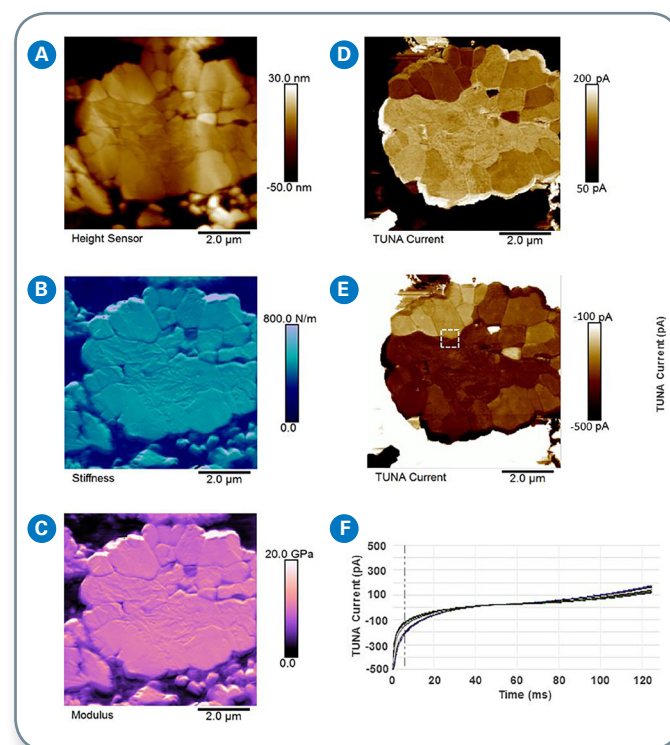 A
30.0 nm
-50.0 nm
Height Sensor
2.0 µm
B
800.0 N/m
0.0
Stiffness
2.0 µm
C
20.0 GPa
0.0
Modulus
2.0 µm
D
200 pA
50 pA
TUNA Current
2.0 µm
E
-100 pA
-500 pA
TUNA Current
2.0 µm
TUNA Current (pA)
F
TUNA Current (pA)
500
300
100
-100
-300
-500
0
20
40
60
80
100
120
Time (ms)